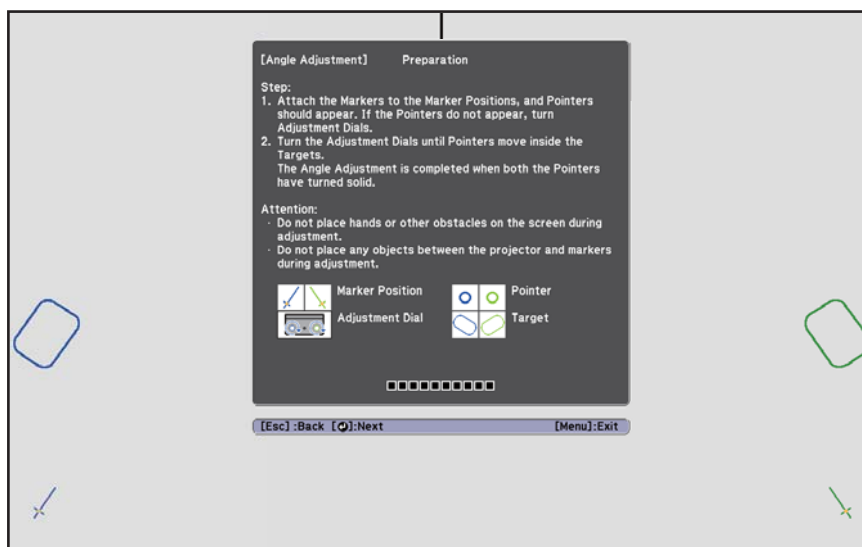 [Angle Adjustment] Preparation
Step:
1. Attach the Markers to the Marker Positions, and Pointers
should appear. If the Pointers do not appear, turn
Adjustment Dials.
2. Turn the Adjustment Dials until Pointers move inside the
Targets.
The Angle Adjustment is completed when both the Pointers
have turned solid.
Attention:
· Do not place hands or other obstacles on the screen during
adjustment.
· Do not place any objects between the projector and markers
during adjustment.
Marker Position Pointer
Adjustment Dial Target
[Esc] :Back [⏎]:Next [Menu]:Exit